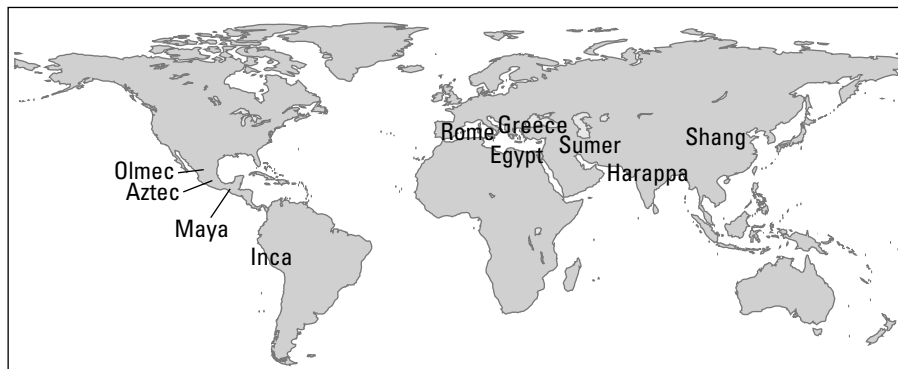 Rome
Greece
Egypt
Sumer
Shang
Harappa
Olmec
Aztec
Maya
Inca